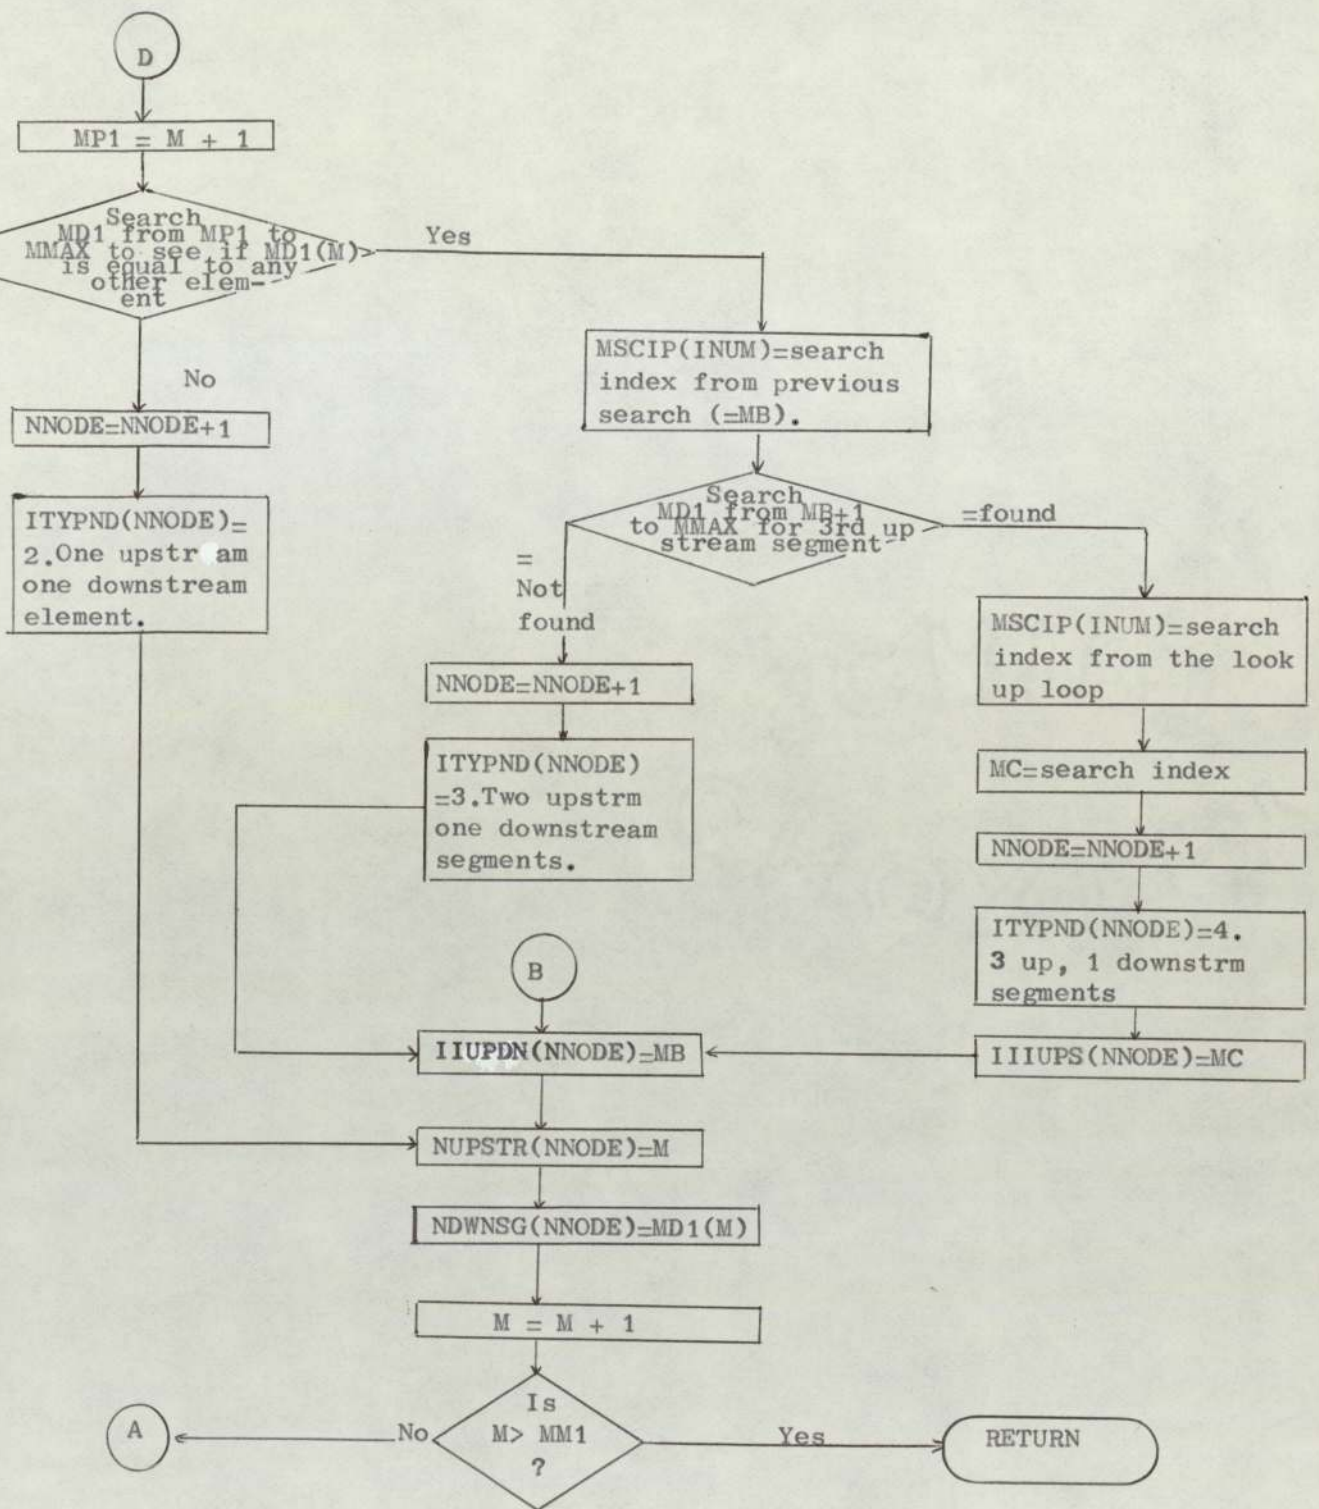 D
MP1 = M + 1
Search
MD1 from MP1 to
MMAX to see if MD1(M)
is equal to any
other elem-
ent
Yes
No
NNODE=NNODE+1
ITYPND(NNODE)=
2.One upstr am
one downstream
element.
MSCIP(INUM)=search
index from previous
search (=MB).
Search
MD1 from MB+1
to MMAX for 3rd up
stream segment
=found
=
Not
found
NNODE=NNODE+1
ITYPND(NNODE)
=3.Two upstrm
one downstream
segments.
MSCIP(INUM)=search
index from the look
up loop
MC=search index
NNODE=NNODE+1
ITYPND(NNODE)=4.
3 up, 1 downstrm
segments
IIIUPS(NNODE)=MC
B
IIUPDN(NNODE)=MB
NUPSTR(NNODE)=M
NDWNSG(NNODE)=MD1(M)
M = M + 1
Is
M> MM1
?
No
A
Yes
RETURN